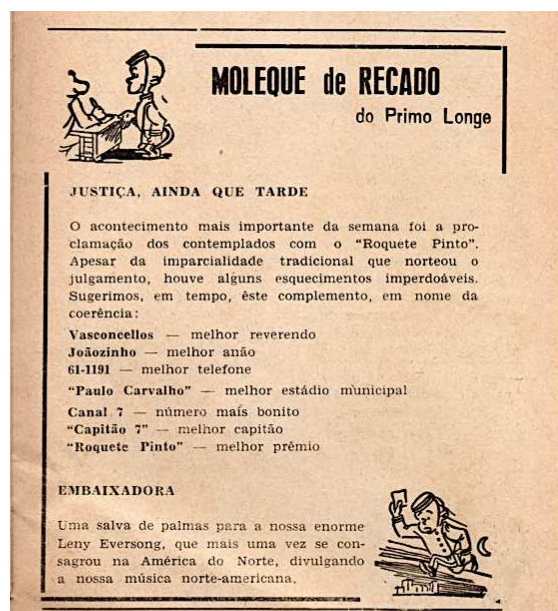 MOLEQUE de RECADO
do Primo Longe
JUSTIÇA, AINDA QUE TARDE
O acontecimento mais importante da semana foi a pro-
clamação dos contemplados com o “Roquete Pinto”.
Apesar da imparcialidade tradicional que norteou o
julgamento, houve alguns esquecimentos imperdoáveis.
Sugerimos, em tempo, êste complemento, em nome da
coerência:
Vasconcellos — melhor reverendo
Joãozinho — melhor anão
61-1191 — melhor telefone
“Paulo Carvalho” — melhor estádio municipal
Canal 7 — número mais bonito
“Capitão 7” — melhor capitão
“Roquete Pinto” — melhor prêmio
EMBAIXADORA
Uma salva de palmas para a nossa enorme
Leny Eversong, que mais uma vez se con-
sagrou na América do Norte, divulgando
a nossa música norte-americana.